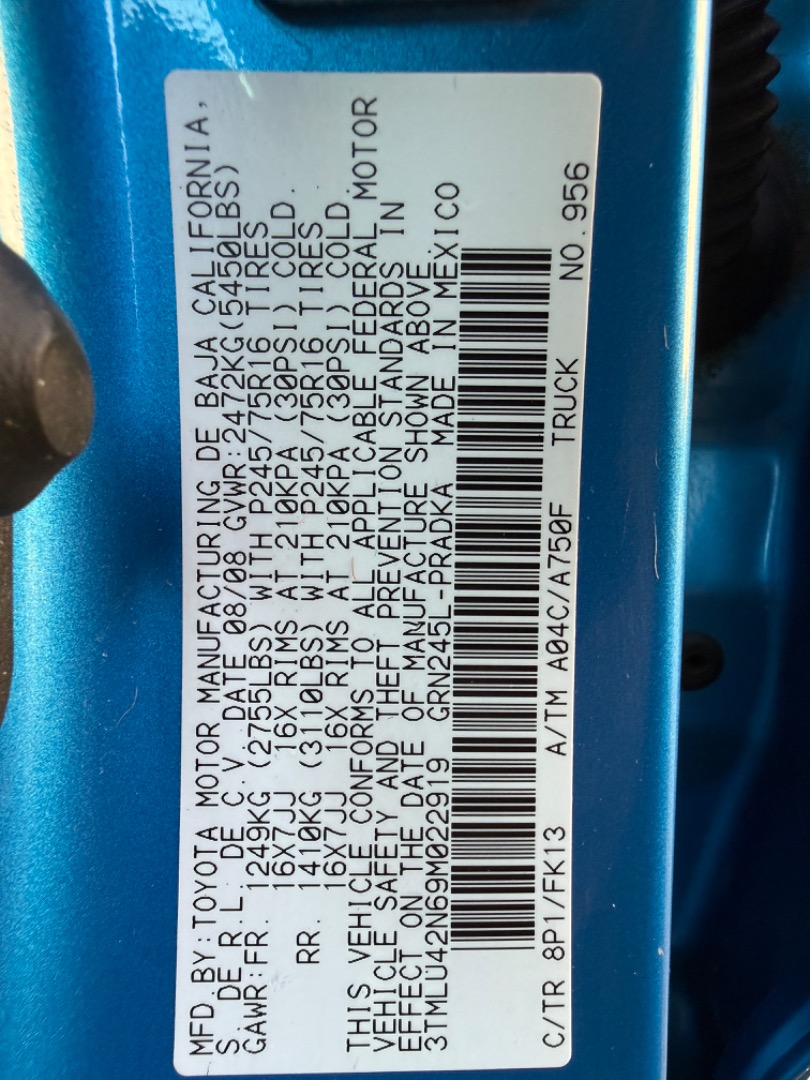 MFD.BY:TOYOTA MOTOR MANUFACTURING DE BAJA CALIFORNIA,
S. DE R.L. DE C.V. DATE 08/08 GVWR:2472KG(5450LBS)
GAWR:FR. 1249KG (2755LBS) WITH P245/75R16 TIRES
16X7JJ 16X RIMS AT 210KPA (30PSI) COLD.
RR. 1410KG (3110LBS) WITH P245/75R16 TIRES
16X7JJ 16X RIMS AT 210KPA (30PSI) COLD.
THIS VEHICLE CONFORMS TO ALL APPLICABLE FEDERAL MOTOR
VEHICLE SAFETY AND THEFT PREVENTION STANDARDS IN
EFFECT ON THE DATE OF MANUFACTURE SHOWN ABOVE.
3TMLU42N69M022919 GRN245L-PRADKA MADE IN MEXICO
C/TR 8P1/FK13 A/TM A04C/A750F TRUCK NO.956